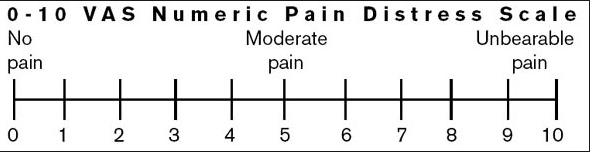 0-10 VAS Numeric Pain Distress Scale
No Moderate Unbearable
pain pain pain
0 1 2 3 4 5 6 7 8 9 10